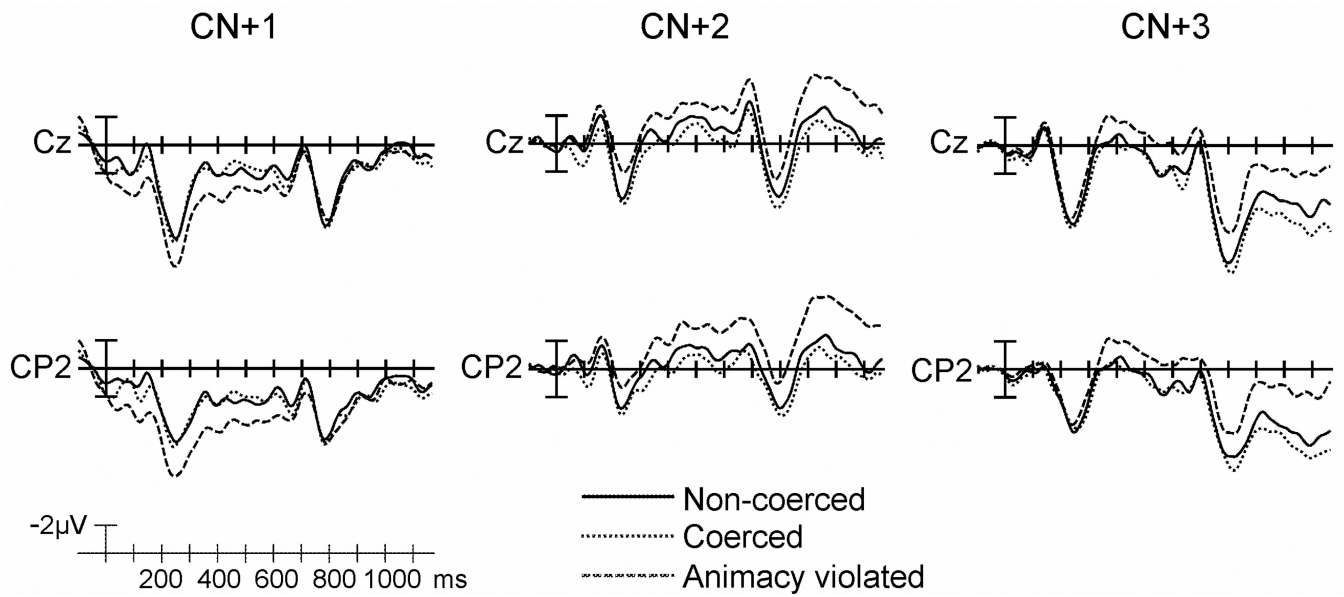 CN+1 CN+2 CN+3
Cz Cz Cz
CP2 CP2 CP2
Non-coerced
-2µV Coerced
200 400 600 800 1000 ms Animacy violated